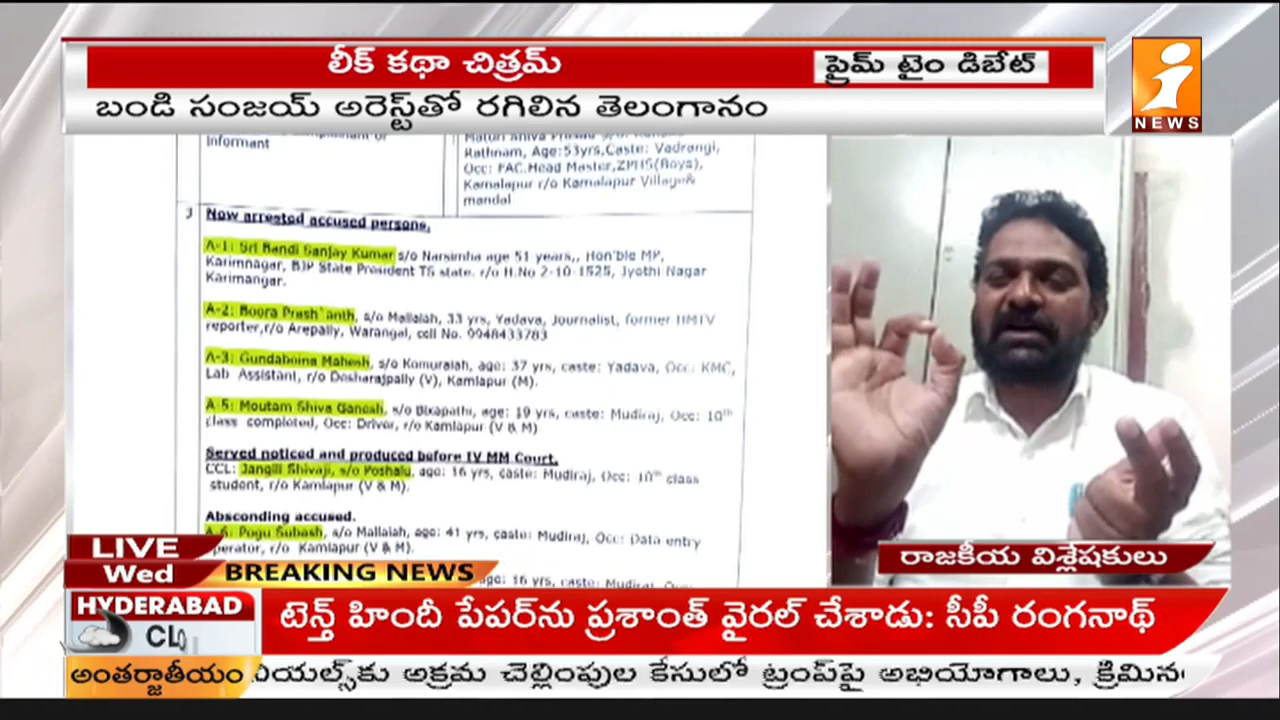 లీక్ కథా చిత్రమ్
ప్రైమ్ టైం డిబేట్
బండి సంజయ్ అరెస్ట్‌తో రగిలిన తెలంగానం
i
NEWS
Informant
Rathnam, Age:53yrs,Caste: Vadrangi,
Occ: FAC.Head Master,ZPHS(Boys),
Kamalapur r/o Kamalapur Village&
mandal
3
Now arrested accused persons.
A-1: Sri Bandi Sanjay Kumar s/o Narsimha age 51 years,, Hon'ble MP,
Karimnagar, BJP State President TS state. r/o H.No 2-10-1525, Jyothi Nagar
Karimangar.
A-2: Boora Prash`anth, s/o Mallaiah, 33 yrs, Yadava, Journalist, former HMTV
reporter,r/o Arepally, Warangal, cell No. 9948433783
A-3: Gundaboina Mahesh, s/o Komuraiah, age: 37 yrs, caste: Yadava, Occ: KMC,
Lab Assistant, r/o Desharajpally (V), Kamlapur (M).
A-5: Moutam Shiva Ganesh, s/o Bixapathi, age: 19 yrs, caste: Mudiraj, Occ: 10th
class completed, Occ: Driver, r/o Kamlapur (V & M)
Served noticed and produced before IV MM Court.
CCL: Jangili Shivaji, s/o Poshalu, age: 16 yrs, caste: Mudiraj, Occ: 10th class
student, r/o Kamlapur (V & M).
Absconding accused.
A-6: Pogu Subash, s/o Mallaiah, age: 41 yrs, caste: Mudiraj, Occ: Data entry
operator, r/o Kamlapur (V & M).
age: 16 yrs, caste: Mudiraj,
రాజకీయ విశ్లేషకులు
LIVE
Wed
BREAKING NEWS
HYDERABAD
టెన్త్ హిందీ పేపర్‌ను ప్రశాంత్ వైరల్ చేశాడు: సీపీ రంగనాథ్
అంతర్జాతీయం
నియల్స్‌కు అక్రమ చెల్లింపుల కేసులో ట్రంప్‌పై అభియోగాలు,